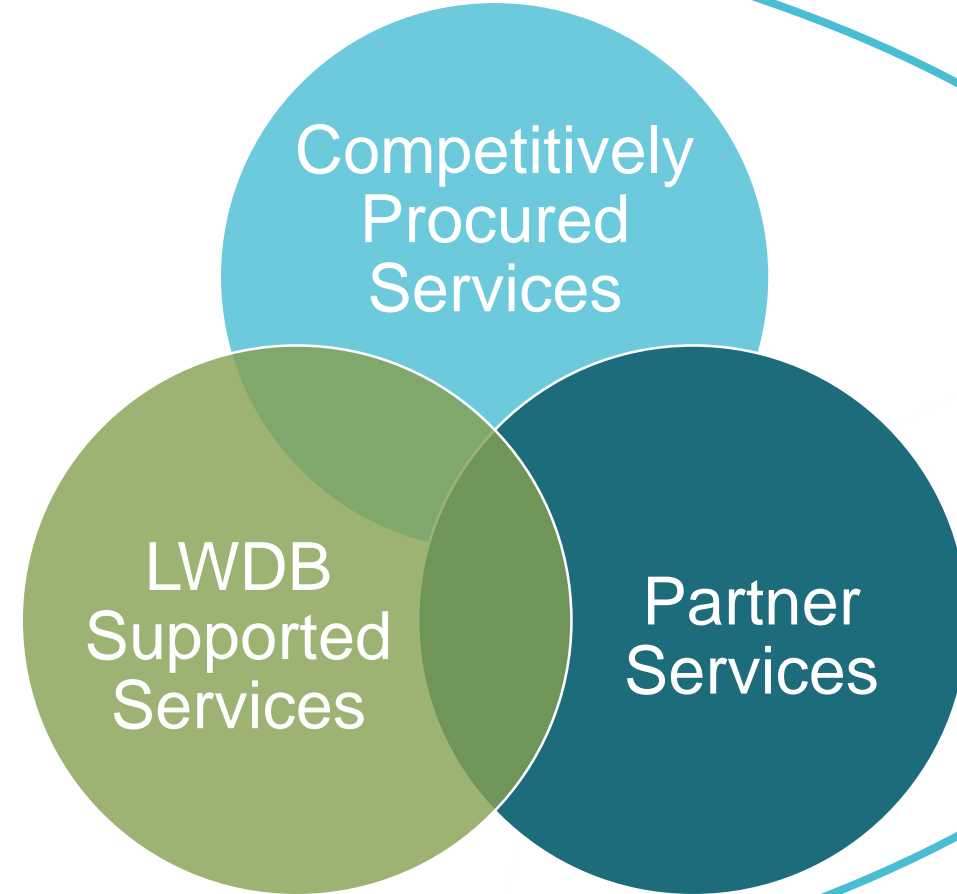 Competitively
Procured
Services
LWDB
Supported
Services
Partner
Services